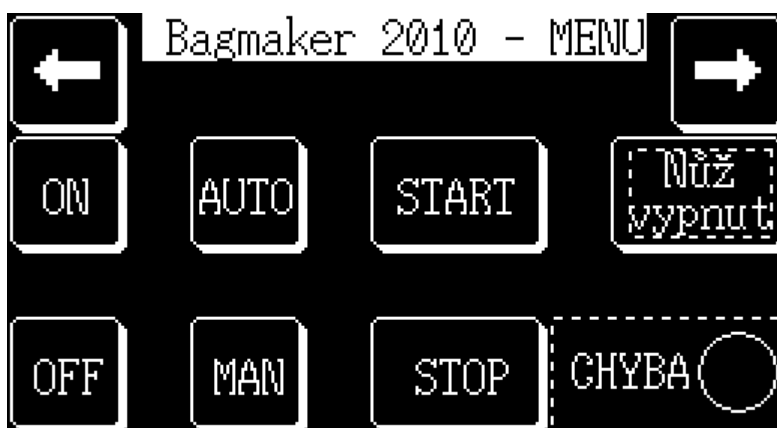 Bagmaker 2010 - MENU
ON
AUTO
START
Nůž
vypnut
OFF
MAN
STOP
CHYBA